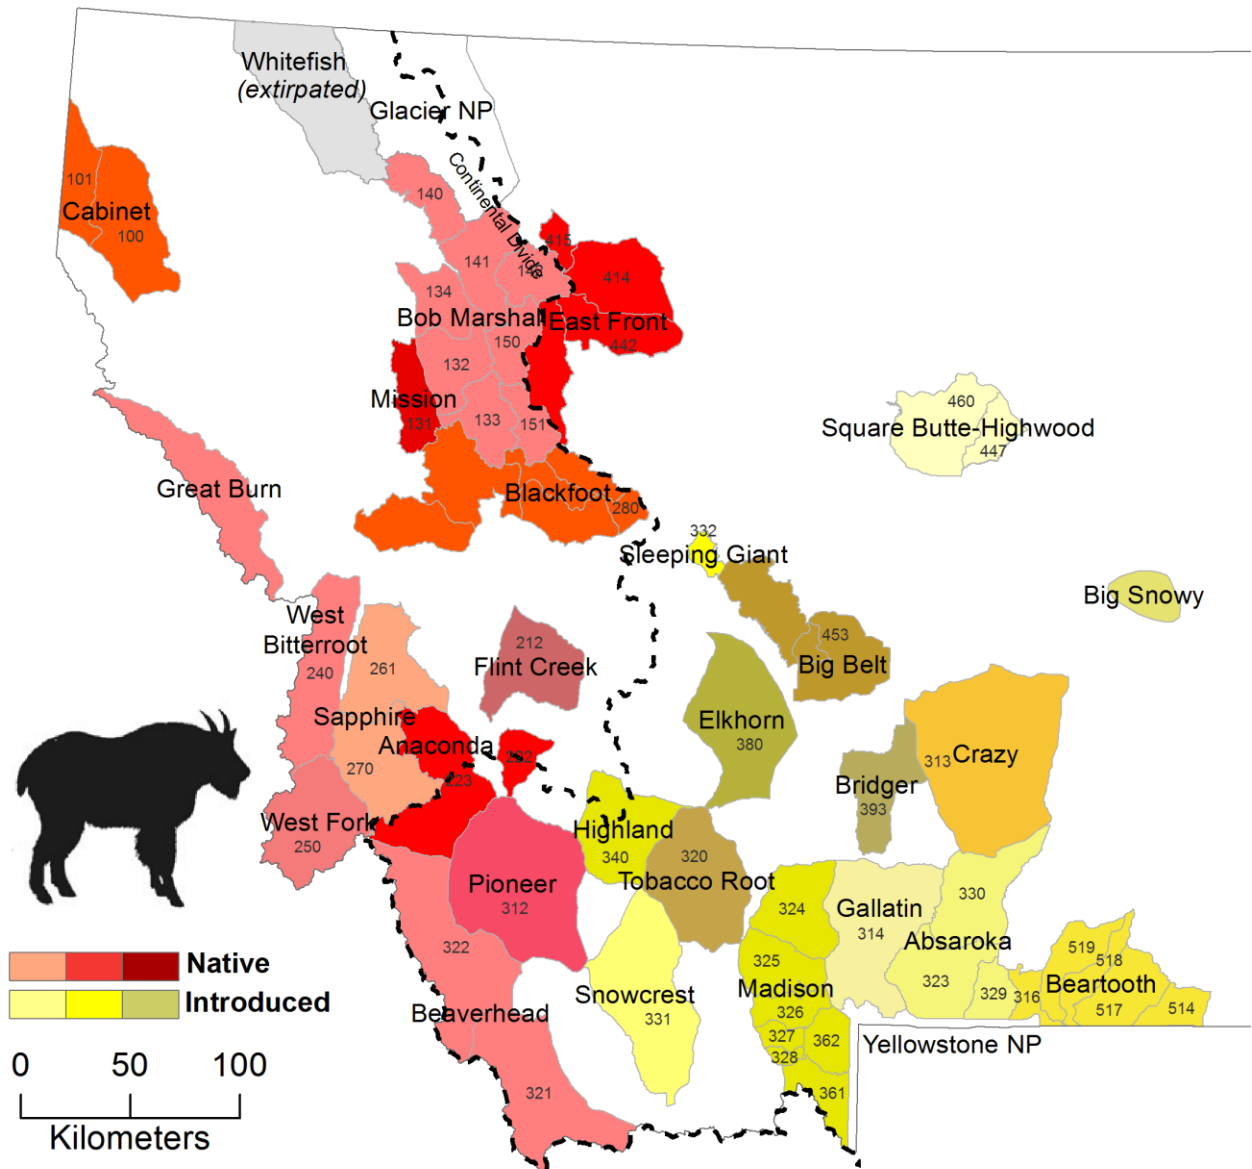 Whitefish
(extirpated)
Glacier NP
Continental Divide
101
Cabinet
100
140
415
141
414
134
Bob Marshall
East Front
150
442
132
Mission
131
133
151
460
Square Butte-Highwood
447
Great Burn
Blackfoot
280
332
Sleeping Giant
Big Snowy
West
Bitterroot
240
261
212
Flint Creek
453
Big Belt
Sapphire
Anaconda
270
223
222
Elkhorn
380
313
Crazy
Bridger
393
West Fork
250
Highland
340
320
Tobacco Root
Pioneer
312
324
Gallatin
314
330
Absaroka
323
329
316
519
518
Beartooth
517
514
322
325
Madison
326
327
328
362
361
Snowcrest
331
Beaverhead
321
Yellowstone NP
Native
Introduced
0 50 100
Kilometers